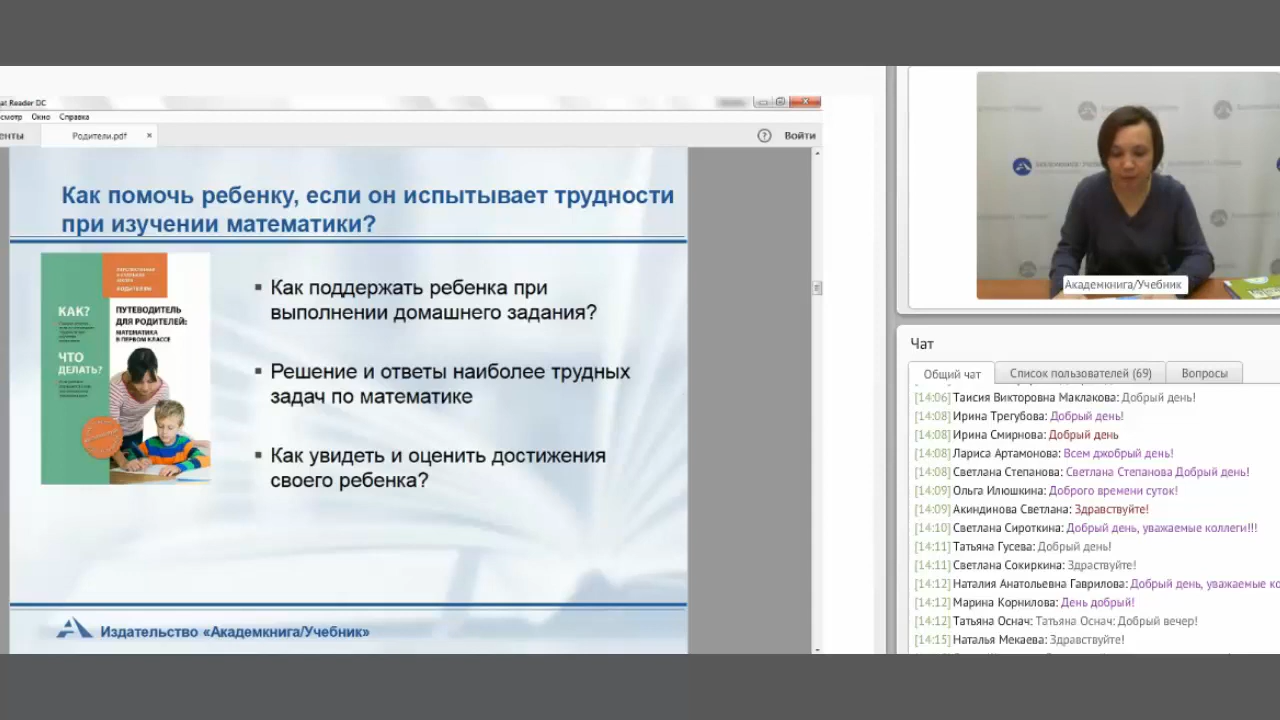 at Reader DC
смотр Окно Справка
енты
Родители.pdf
Войти
Как помочь ребенку, если он испытывает трудности
при изучении математики?
КАК?
ЧТО
ДЕЛАТЬ?
РОДИТЕЛЯМ
ПУТЕВОДИТЕЛЬ
ДЛЯ РОДИТЕЛЕЙ:
МАТЕМАТИКА
В ПЕРВОМ КЛАССЕ
Как поддержать ребенка при
выполнении домашнего задания?
Решение и ответы наиболее трудных
задач по математике
Как увидеть и оценить достижения
своего ребенка?
Издательство «Академкнига/Учебник»
Академкнига/Учебник
Чат
Общий чат
Список пользователей (69)
Вопросы
[14:06] Таисия Викторовна Маклакова: Добрый день!
[14:08] Ирина Трегубова: Добрый день!
[14:08] Ирина Смирнова: Добрый день
[14:08] Лариса Артамонова: Всем джобрый день!
[14:08] Светлана Степанова: Светлана Степанова Добрый день!
[14:09] Ольга Илюшкина: Доброго времени суток!
[14:09] Акиндинова Светлана: Здравствуйте!
[14:10] Светлана Сироткина: Добрый день, уважаемые коллеги!!!
[14:11] Татьяна Гусева: Добрый день!
[14:11] Светлана Сокиркина: Здраствуйте!
[14:12] Наталия Анатольевна Гаврилова: Добрый день, уважаемые ко
[14:12] Марина Корнилова: День добрый!
[14:12] Татьяна Оснач: Татьяна Оснач: Добрый вечер!
[14:15] Наталья Мекаева: Здравствуйте!